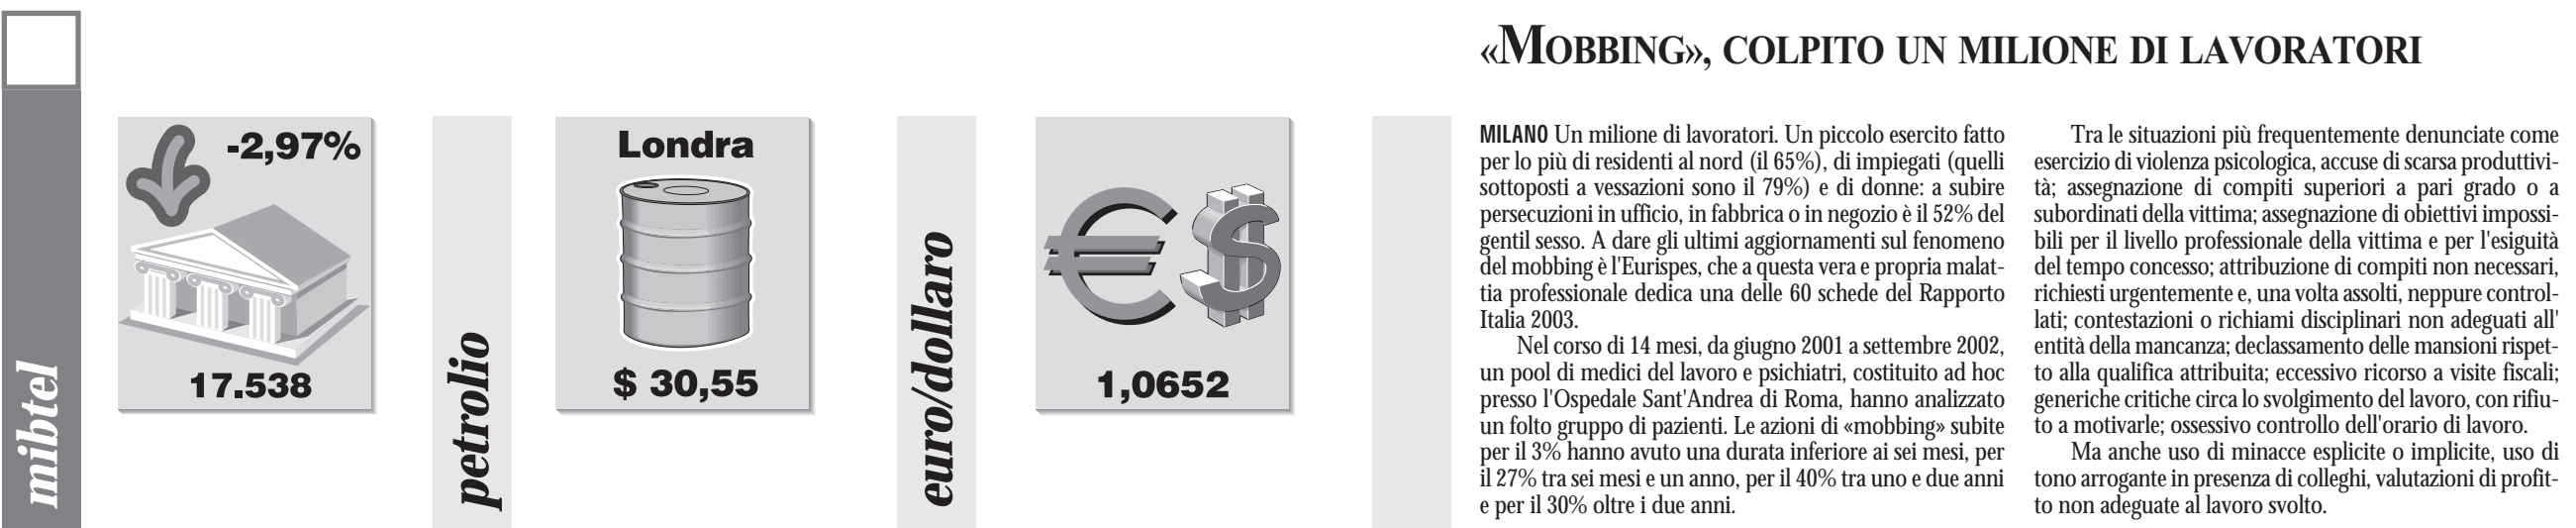 mibtel
-2,97%
17.538
petrolio
Londra
$ 30,55
euro/dollaro
1,0652
«MOBBING», COLPITO UN MILIONE DI LAVORATORI
MILANO Un milione di lavoratori. Un piccolo esercito fatto
per lo più di residenti al nord (il 65%), di impiegati (quelli
sottoposti a vessazioni sono il 79%) e di donne: a subire
persecuzioni in ufficio, in fabbrica o in negozio è il 52% del
gentil sesso. A dare gli ultimi aggiornamenti sul fenomeno
del mobbing è l'Eurispes, che a questa vera e propria malat-
tia professionale dedica una delle 60 schede del Rapporto
Italia 2003.
Nel corso di 14 mesi, da giugno 2001 a settembre 2002,
un pool di medici del lavoro e psichiatri, costituito ad hoc
presso l'Ospedale Sant'Andrea di Roma, hanno analizzato
un folto gruppo di pazienti. Le azioni di «mobbing» subite
per il 3% hanno avuto una durata inferiore ai sei mesi, per
il 27% tra sei mesi e un anno, per il 40% tra uno e due anni
e per il 30% oltre i due anni.
Tra le situazioni più frequentemente denunciate come
esercizio di violenza psicologica, accuse di scarsa produttivi-
tà; assegnazione di compiti superiori a pari grado o a
subordinati della vittima; assegnazione di obiettivi impossi-
bili per il livello professionale della vittima e per l'esiguità
del tempo concesso; attribuzione di compiti non necessari,
richiesti urgentemente e, una volta assolti, neppure control-
lati; contestazioni o richiami disciplinari non adeguati all'
entità della mancanza; declassamento delle mansioni rispet-
to alla qualifica attribuita; eccessivo ricorso a visite fiscali;
generiche critiche circa lo svolgimento del lavoro, con rifiu-
to a motivarle; ossessivo controllo dell'orario di lavoro.
Ma anche uso di minacce esplicite o implicite, uso di
tono arrogante in presenza di colleghi, valutazioni di profit-
to non adeguate al lavoro svolto.